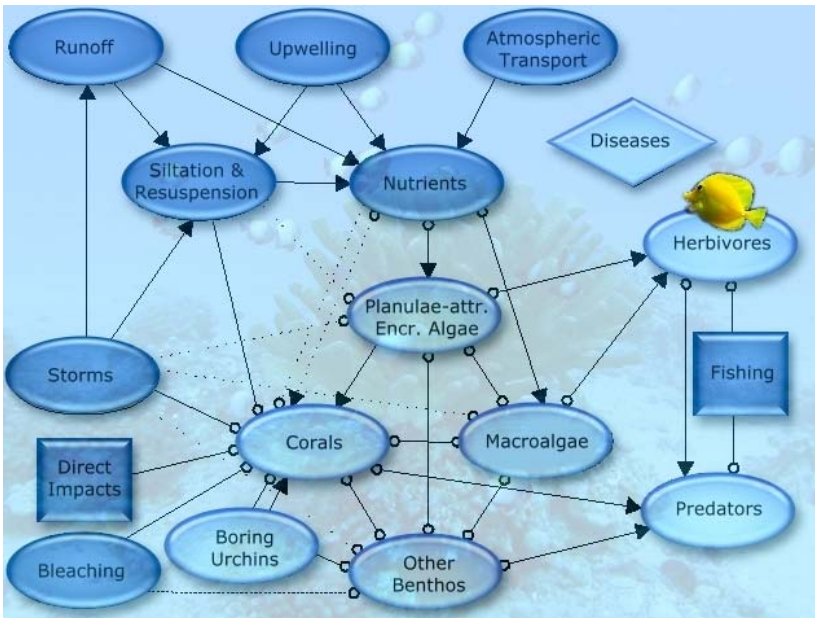 Runoff
Upwelling
Atmospheric
Transport
Diseases
Siltation &
Resuspension
Nutrients
Herbivores
Planulae-attr.
Encr. Algae
Storms
Fishing
Corals
Macroalgae
Direct
Impacts
Predators
Boring
Urchins
Bleaching
Other
Benthos